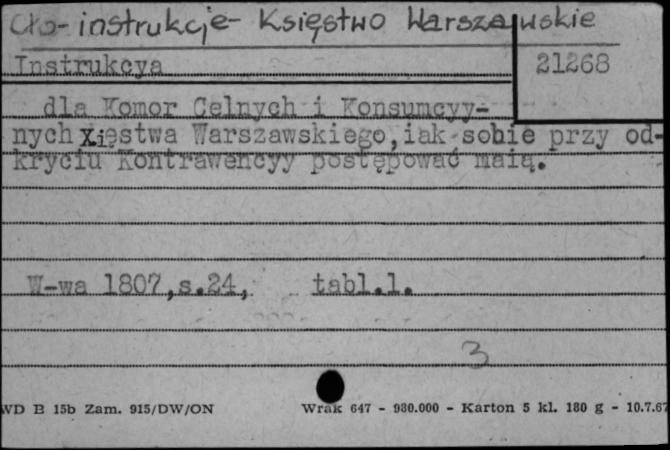 Cło - instrukcje - Księstwo Warszawskie
21268
Instrukcya
dla Komor Celnych i Konsumcyy-
nych Xięstwa Warszawskiego, iak sobie przy od-
kryciu Kontrawencyy postępować maią.
W-wa 1807, s.24, tabl.1.
3
WD B 15b Zam. 915/DW/ON Wrak 647 - 980.000 - Karton 5 kl. 180 g - 10.7.67